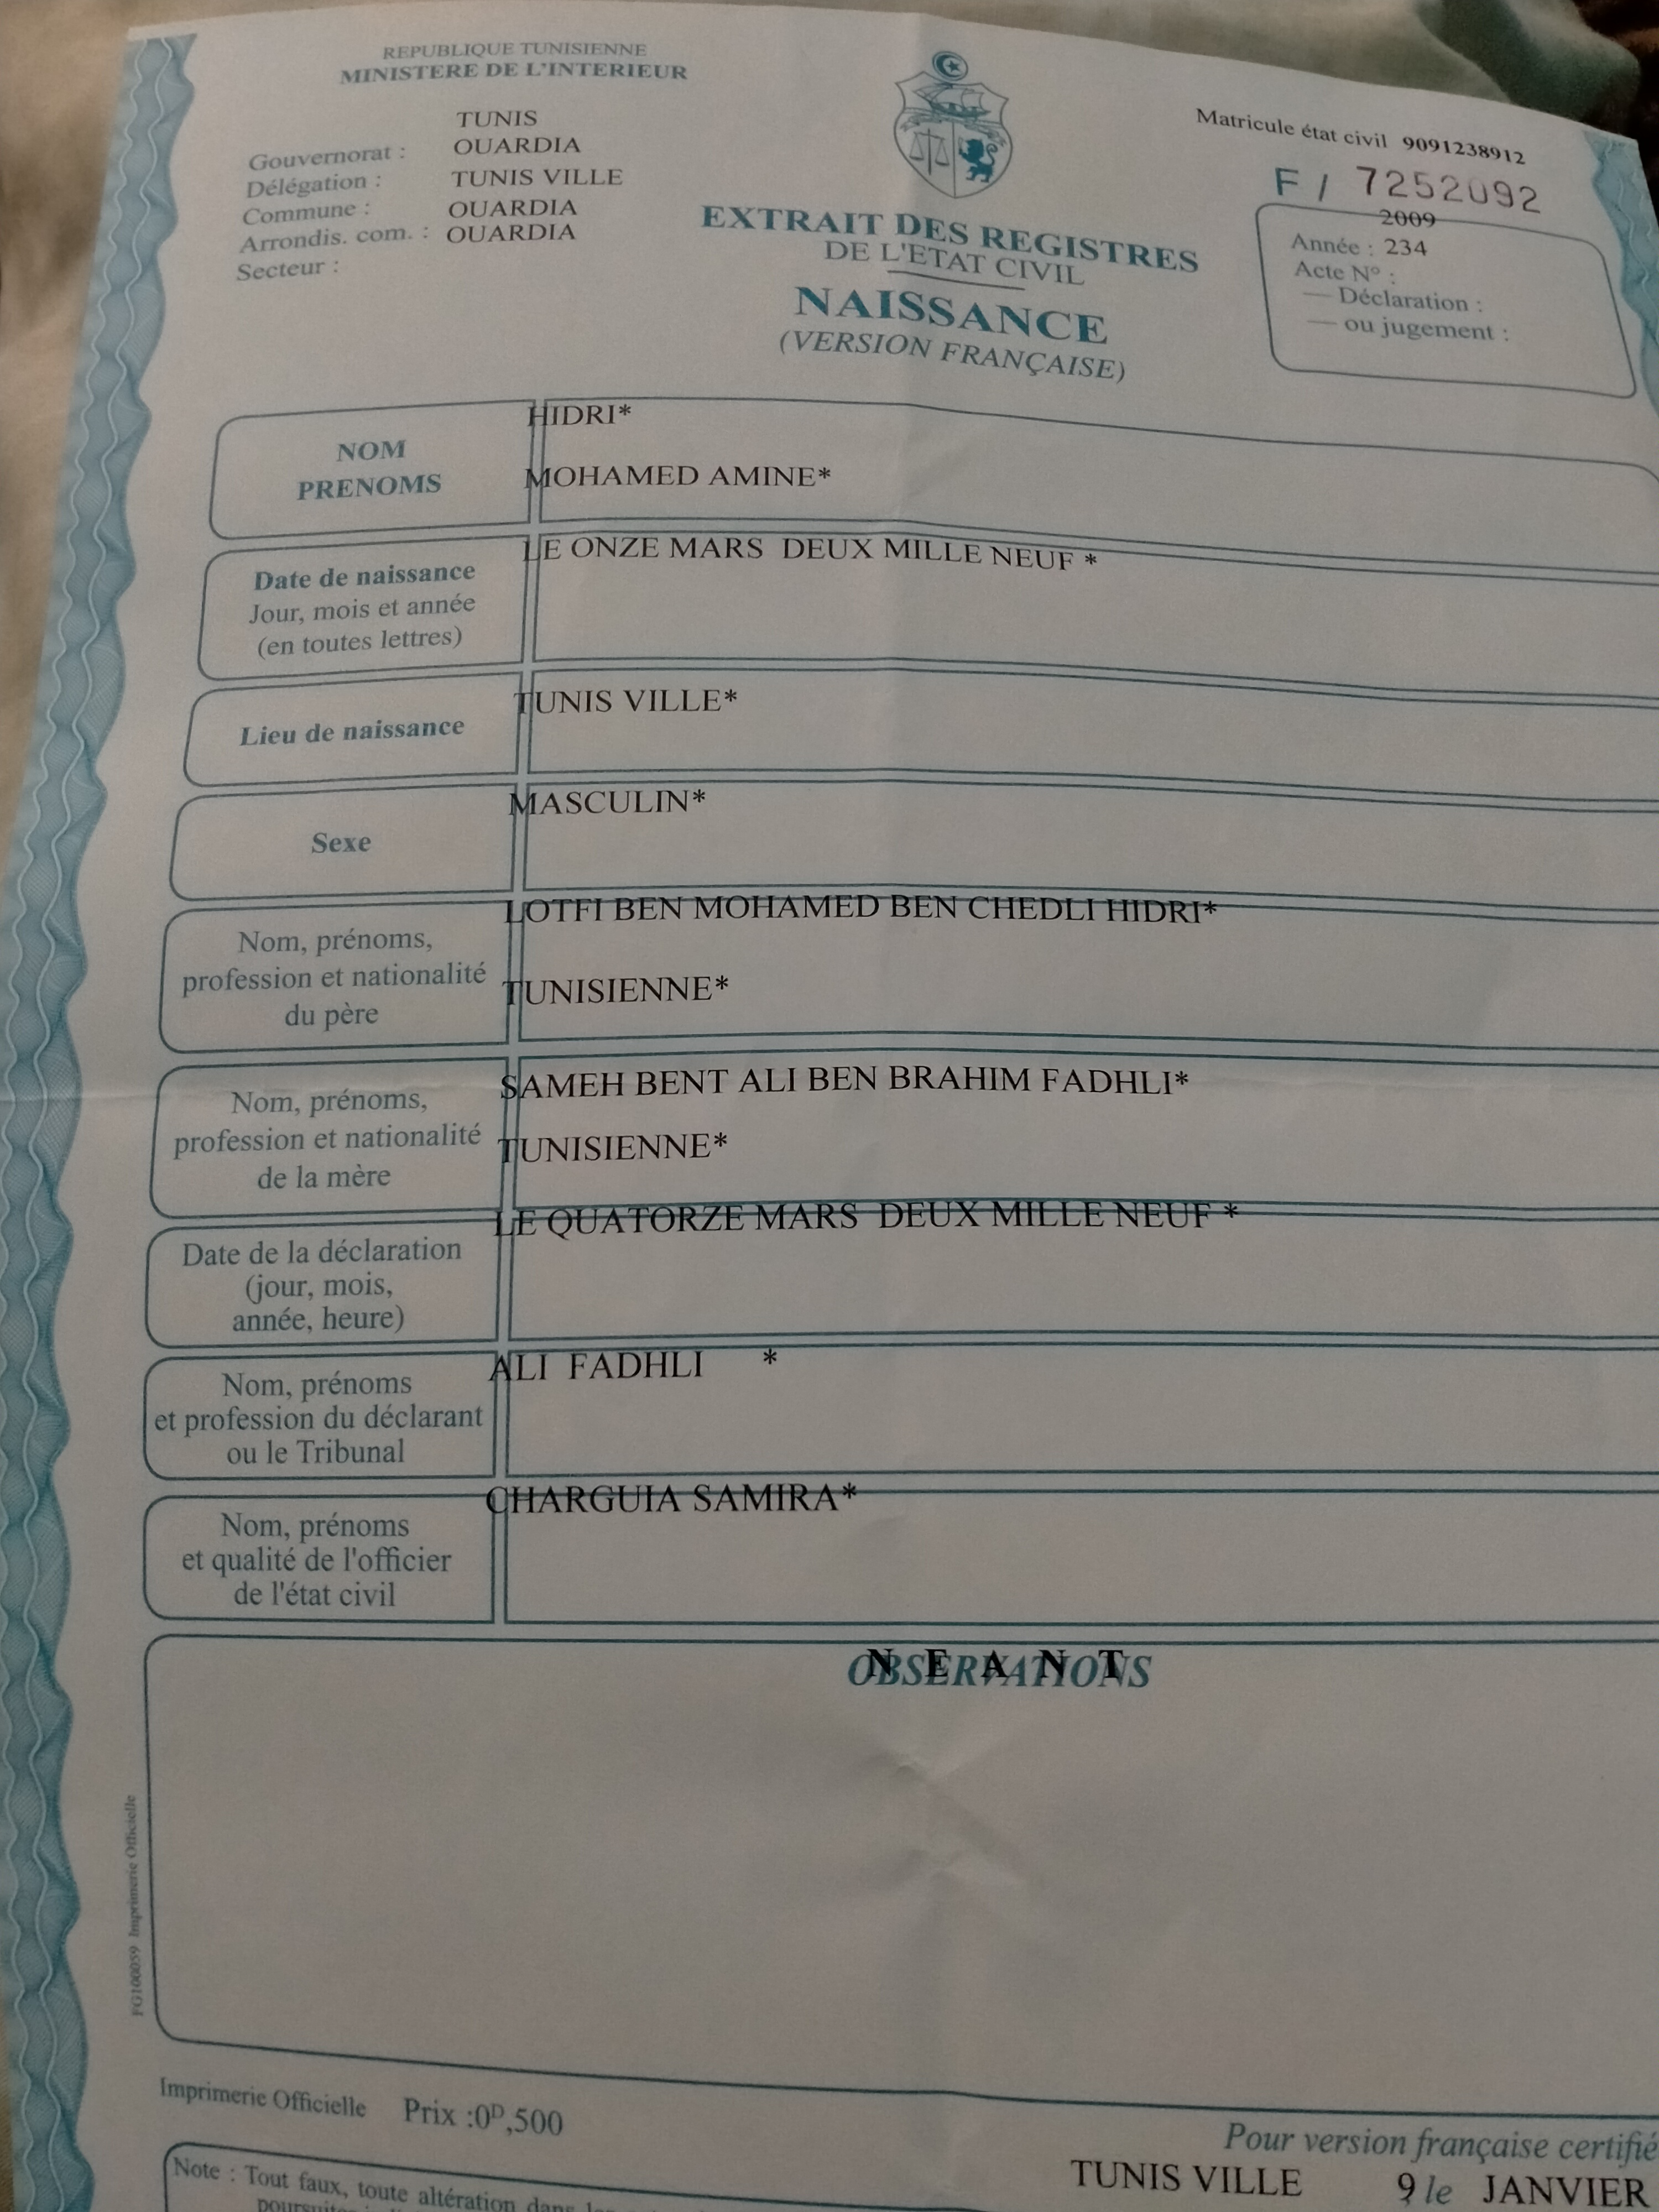 REPUBLIQUE TUNISIENNE
MINISTERE DE L'INTERIEUR
TUNIS
Gouvernorat : OUARDIA
Délégation : TUNIS VILLE
Commune : OUARDIA
Arrondis. com. : OUARDIA
Secteur :
EXTRAIT DES REGISTRES
DE L'ETAT CIVIL
NAISSANCE
(VERSION FRANÇAISE)
Matricule état civil 9091238912
F / 7252092
2009
Année : 234
Acte N° :
— Déclaration :
— ou jugement :
HIDRI*
NOM
PRENOMS
MOHAMED AMINE*
LE ONZE MARS DEUX MILLE NEUF *
Date de naissance
Jour, mois et année
(en toutes lettres)
TUNIS VILLE*
Lieu de naissance
MASCULIN*
Sexe
LOTFI BEN MOHAMED BEN CHEDLI HIDRI*
Nom, prénoms,
profession et nationalité
du père
TUNISIENNE*
SAMEH BENT ALI BEN BRAHIM FADHLI*
Nom, prénoms,
profession et nationalité
de la mère
TUNISIENNE*
LE QUATORZE MARS DEUX MILLE NEUF *
Date de la déclaration
(jour, mois,
année, heure)
ALI FADHLI *
Nom, prénoms
et profession du déclarant
ou le Tribunal
CHARGUIA SAMIRA*
Nom, prénoms
et qualité de l'officier
de l'état civil
OBSERVATIONS
N E A N T
FG100059 Imprimerie Officielle
Imprimerie Officielle Prix :0D,500
Pour version française certifié
TUNIS VILLE 9 le JANVIER
Note : Tout faux, toute altération dans